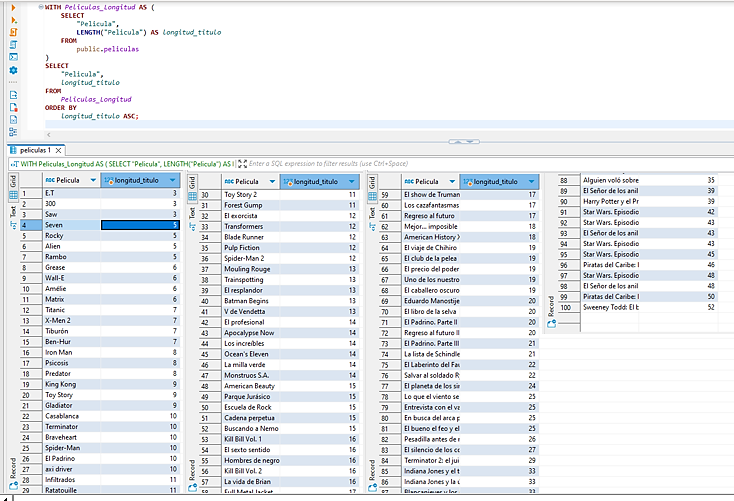 WITH Peliculas_Longitud AS (
SELECT
"Pelicula",
LENGTH("Pelicula") AS longitud_titulo
FROM
public.peliculas
)
SELECT
"Pelicula",
longitud_titulo
FROM
Peliculas_Longitud
ORDER BY
longitud_titulo ASC;
peliculas 1
WITH Peliculas_Longitud AS ( SELECT "Pelicula", LENGTH("Pelicula") AS l
Enter a SQL expression to filter results (use Ctrl+Space)
Grid
Text
Record
Pelicula longitud_titulo
1 E.T 3
2 300 3
3 Saw 3
4 Seven 5
5 Rocky 5
6 Alien 5
7 Rambo 5
8 Grease 6
9 Wall-E 6
10 Amélie 6
11 Matrix 6
12 Titanic 7
13 X-Men 2 7
14 Tiburón 7
15 Ben-Hur 7
16 Iron Man 8
17 Psicosis 8
18 Predator 8
19 King Kong 9
20 Toy Story 9
21 Gladiator 9
22 Casablanca 10
23 Terminator 10
24 Braveheart 10
25 Spider-Man 10
26 El Padrino 10
27 axi driver 10
28 Infiltrados 11
29 Ratatouille 11
Grid
Text
Record
Pelicula longitud_titulo
30 Toy Story 2 11
31 Forest Gump 11
32 El exorcista 12
33 Transformers 12
34 Blade Runner 12
35 Pulp Fiction 12
36 Spider-Man 2 12
37 Mouling Rouge 13
38 Trainspotting 13
39 El resplandor 13
40 Batman Begins 13
41 V de Vendetta 13
42 El profesional 14
43 Apocalypse Now 14
44 Los increíbles 14
45 Ocean's Eleven 14
46 La milla verde 14
47 Monstruos S.A. 14
48 American Beauty 15
49 Parque Jurásico 15
50 Escuela de Rock 15
51 Cadena perpetua 15
52 Buscando a Nemo 15
53 Kill Bill Vol. 1 16
54 El sexto sentido 16
55 Hombres de negro 16
56 Kill Bill Vol. 2 16
57 La vida de Brian 16
58 Full Metal Jacket 17
Grid
Text
Record
Pelicula longitud_titulo
59 El show de Truman 17
60 Los cazafantasmas 17
61 Regreso al futuro 17
62 Mejor... imposible 18
63 American History X 18
64 El viaje de Chihiro 19
65 El club de la pelea 19
66 El precio del poder 19
67 Uno de los nuestro 19
68 El caballero oscuro 19
69 Eduardo Manostije
70 El libro de la selva
71 El Padrino. Parte II 20
72 Regreso al futuro II 20
73 El Padrino. Parte III 21
74 La lista de Schindle 21
75 El Laberinto del Fau 22
76 Salvar al soldado R 22
77 El planeta de los sir 24
78 Lo que el viento se 25
79 Entrevista con el va 25
80 En busca del arca p 25
81 El bueno el feo y el 25
82 Pesadilla antes de 26
83 El silencio de los cc 27
84 Terminator 2: el jui 29
85 Indiana Jones y el t 33
86 Indiana Jones y la 33
87 Blancanieves y los 33
Record
88 Alguien voló sobre 35
89 El Señor de los anil 39
90 Harry Potter y el Pr 39
91 Star Wars. Episodio 43
92 Star Wars. Episodio 43
93 El Señor de los anil 43
94 Star Wars. Episodio 43
95 Star Wars. Episodio 45
96 Piratas del Caribe: 46
97 Star Wars. Episodio 48
98 El Señor de los anil 48
99 Piratas del Caribe: 50
100 Sweeney Todd: El b 52